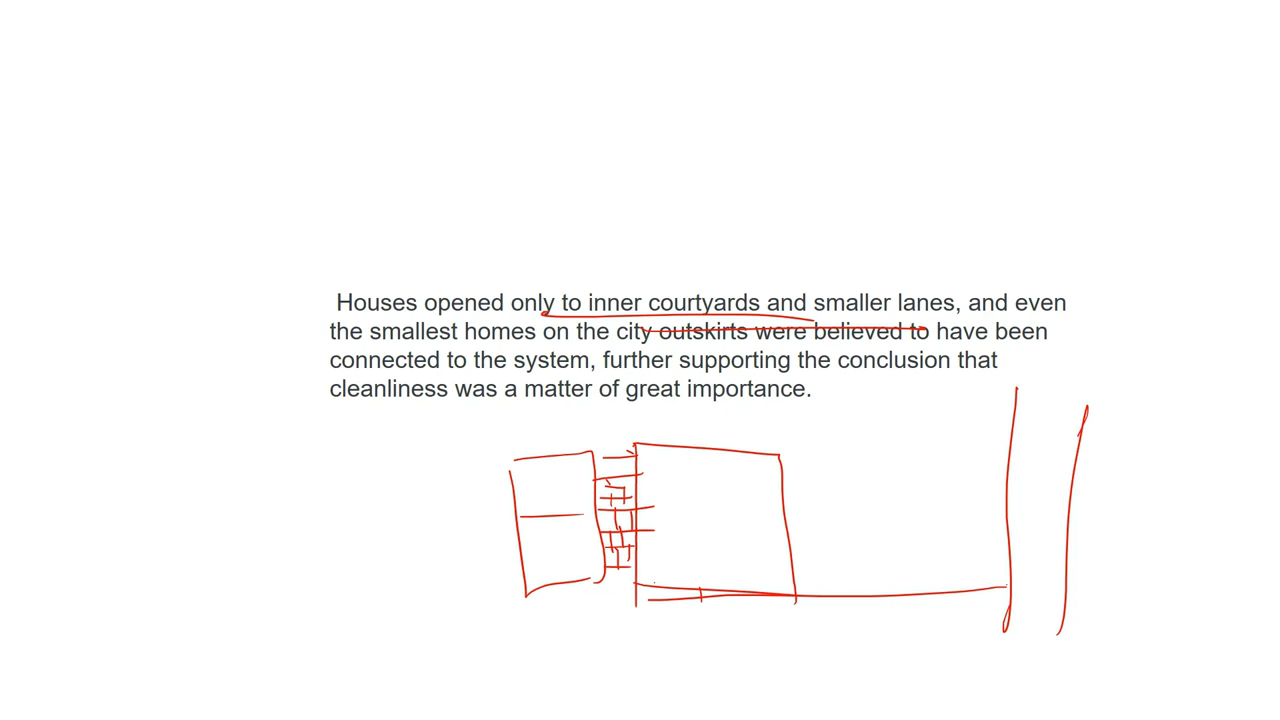 Houses opened only to inner courtyards and smaller lanes, and even
the smallest homes on the city outskirts were believed to have been
connected to the system, further supporting the conclusion that
cleanliness was a matter of great importance.